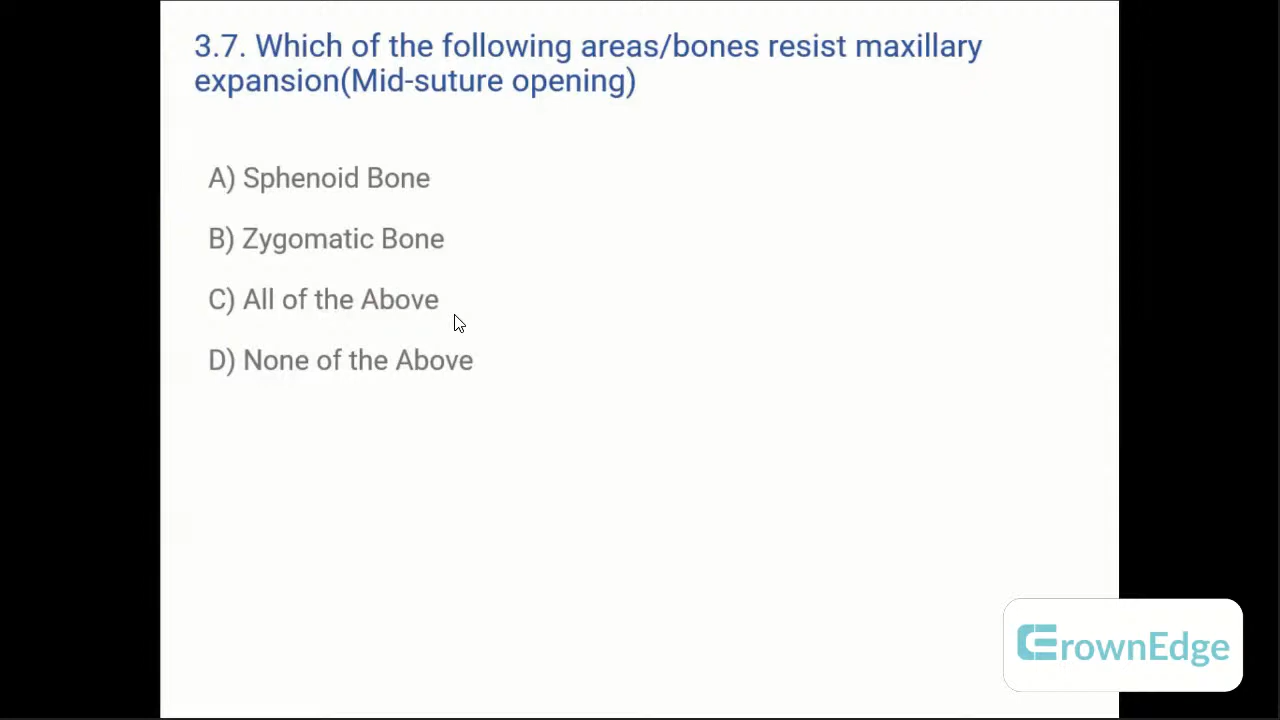 3.7. Which of the following areas/bones resist maxillary
expansion(Mid-suture opening)
A) Sphenoid Bone
B) Zygomatic Bone
C) All of the Above
D) None of the Above
CrownEdge